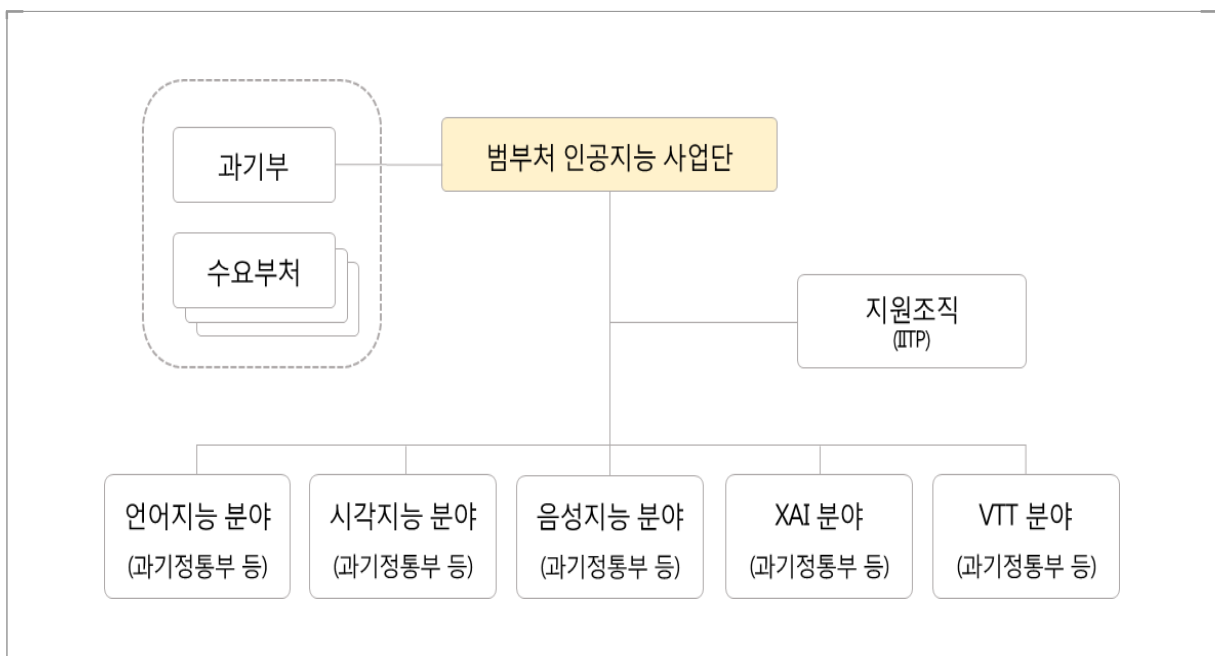 과기부
범부처 인공지능 사업단
수요부처
지원조직
(IITP)
언어지능 분야
(과기정통부 등)
시각지능 분야
(과기정통부 등)
음성지능 분야
(과기정통부 등)
XAI 분야
(과기정통부 등)
VTT 분야
(과기정통부 등)